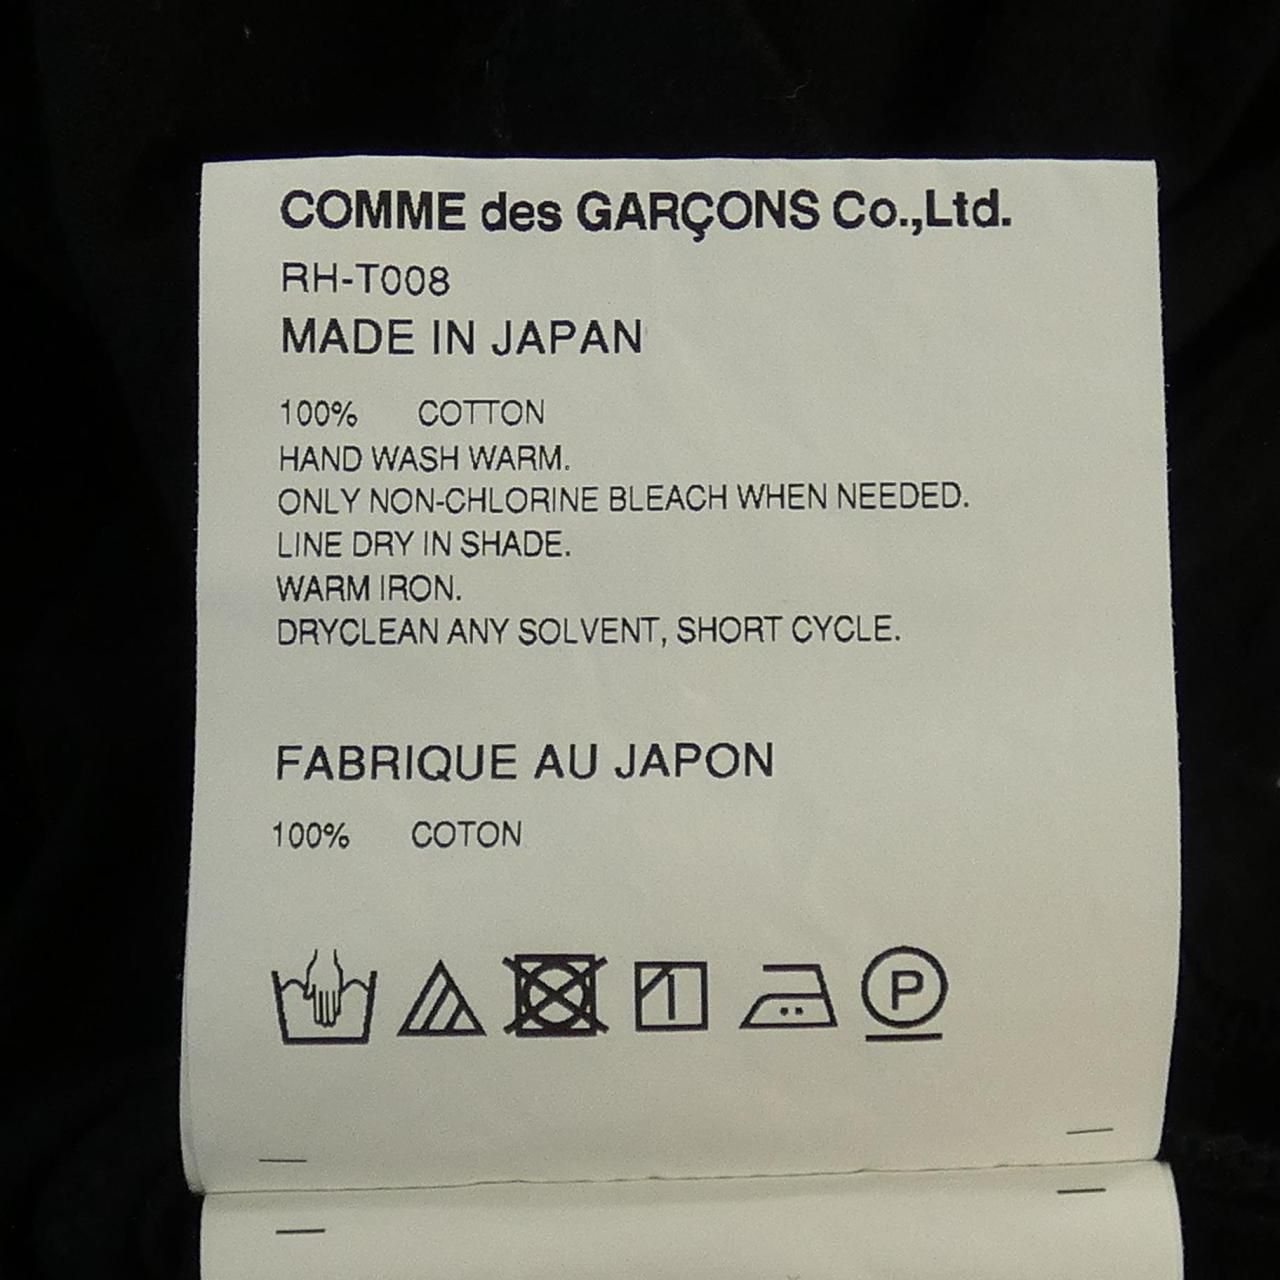 COMME des GARÇONS Co.,Ltd.
RH-T008
MADE IN JAPAN
100% COTTON
HAND WASH WARM.
ONLY NON-CHLORINE BLEACH WHEN NEEDED.
LINE DRY IN SHADE.
WARM IRON.
DRYCLEAN ANY SOLVENT, SHORT CYCLE.
FABRIQUE AU JAPON
100% COTON
P